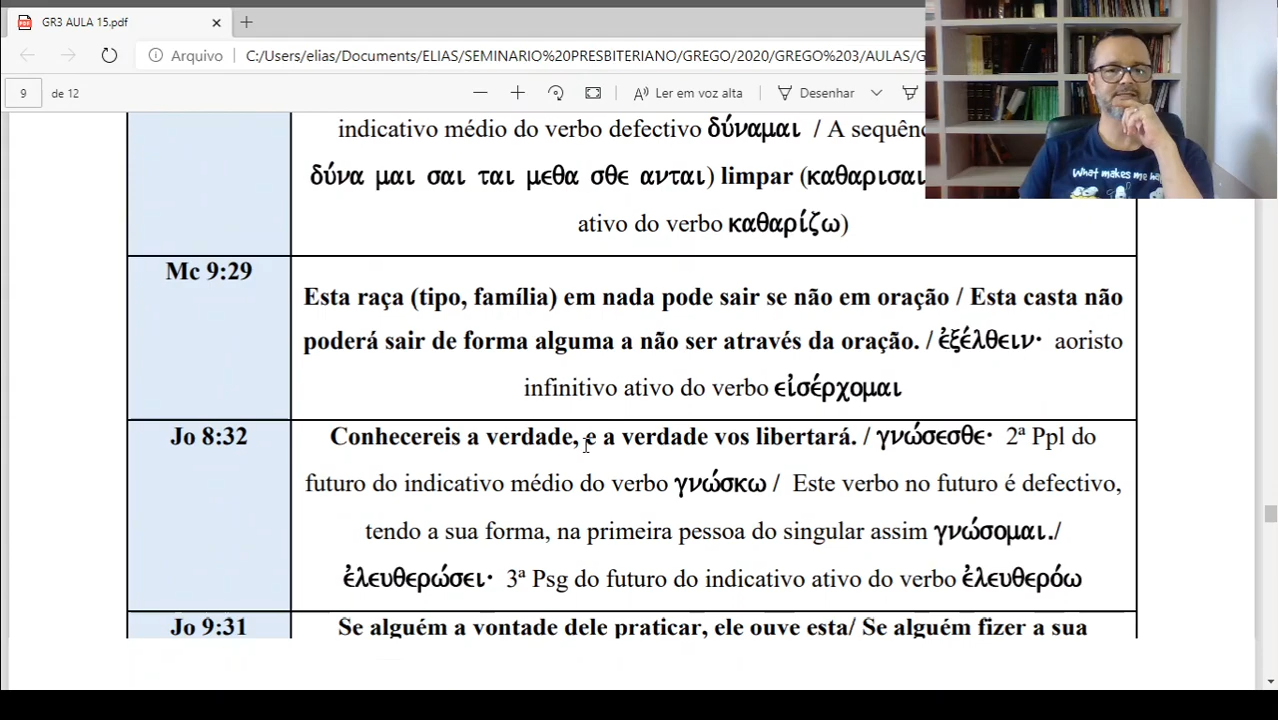 GR3 AULA 15.pdf
Arquivo C:/Users/elias/Documents/ELIAS/SEMINARIO%20PRESBITERIANO/GREGO/2020/GREGO%203/AULAS/G
9 de 12 Ler em voz alta Desenhar
indicativo médio do verbo defectivo δύναμαι / A sequênc
δύνα μαι σαι ται μεθα σθε ανται) limpar (καθαρισαι
ativo do verbo καθαρίζω)
What makes me ha
Mc 9:29
Esta raça (tipo, família) em nada pode sair se não em oração / Esta casta não
poderá sair de forma alguma a não ser através da oração. / ἐξέλθειν· aoristo
infinitivo ativo do verbo εἰσέρχομαι
Jo 8:32
Conhecereis a verdade, e a verdade vos libertará. / γνώσεσθε· 2ª Ppl do
futuro do indicativo médio do verbo γνώσκω / Este verbo no futuro é defectivo,
tendo a sua forma, na primeira pessoa do singular assim γνώσομαι./
ἐλευθερώσει· 3ª Psg do futuro do indicativo ativo do verbo ἐλευθερόω
Jo 9:31
Se alguém a vontade dele praticar, ele ouve esta/ Se alguém fizer a sua